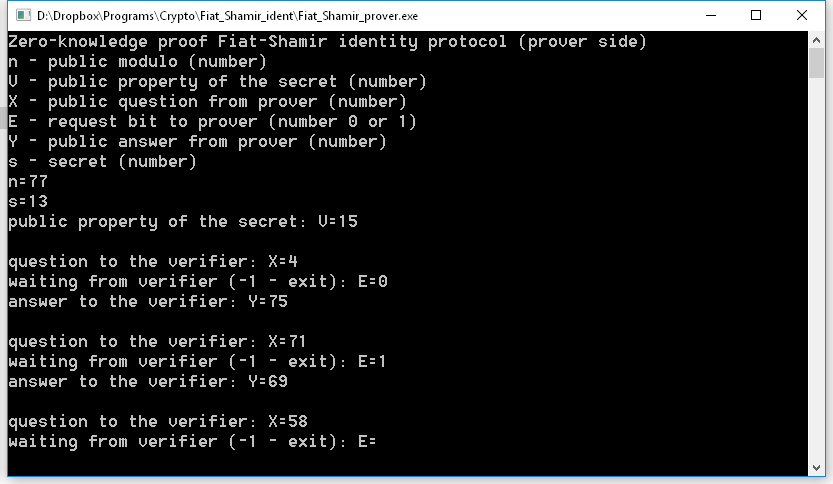 D:\Dropbox\Programs\Crypto\Fiat_Shamir_ident\Fiat_Shamir_prover.exe
Zero-knowledge proof Fiat-Shamir identity protocol (prover side)
n - public modulo (number)
V - public property of the secret (number)
X - public question from prover (number)
E - request bit to prover (number 0 or 1)
Y - public answer from prover (number)
s - secret (number)
n=77
s=13
public property of the secret: V=15
question to the verifier: X=4
waiting from verifier (-1 - exit): E=0
answer to the verifier: Y=75
question to the verifier: X=71
waiting from verifier (-1 - exit): E=1
answer to the verifier: Y=69
question to the verifier: X=58
waiting from verifier (-1 - exit): E=